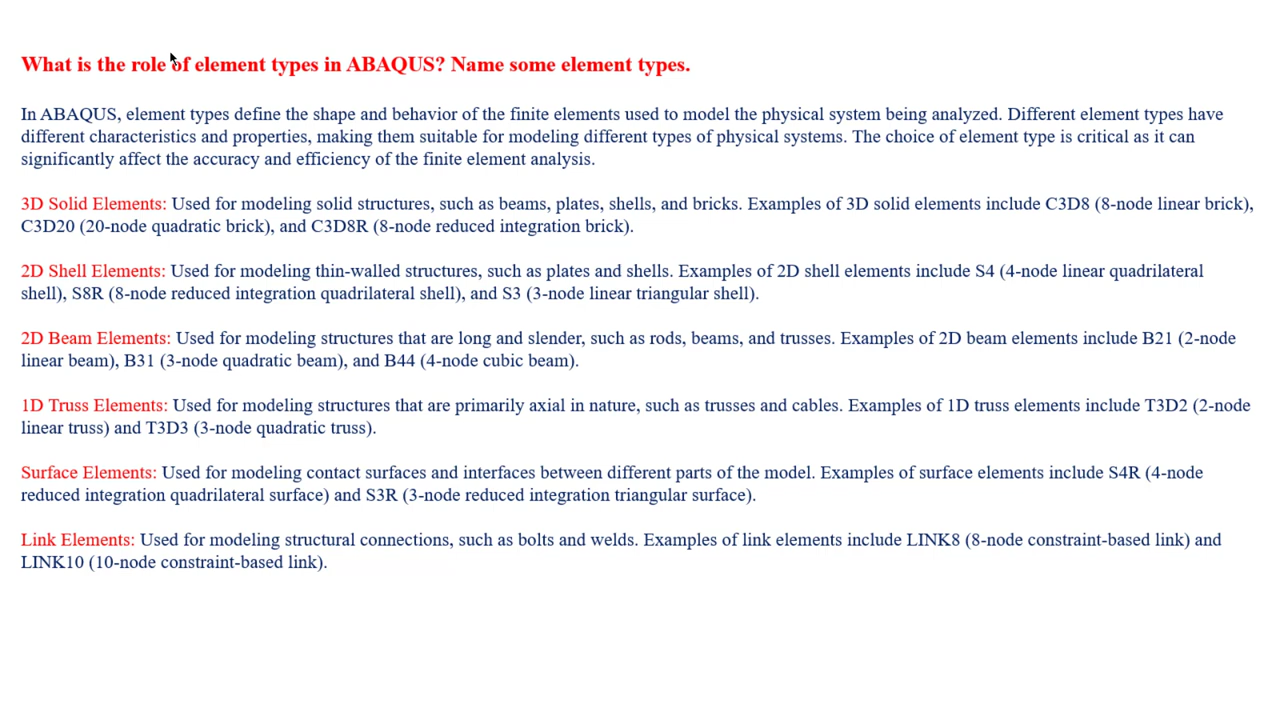 What is the role of element types in ABAQUS? Name some element types.
In ABAQUS, element types define the shape and behavior of the finite elements used to model the physical system being analyzed. Different element types have
different characteristics and properties, making them suitable for modeling different types of physical systems. The choice of element type is critical as it can
significantly affect the accuracy and efficiency of the finite element analysis.
3D Solid Elements: Used for modeling solid structures, such as beams, plates, shells, and bricks. Examples of 3D solid elements include C3D8 (8-node linear brick),
C3D20 (20-node quadratic brick), and C3D8R (8-node reduced integration brick).
2D Shell Elements: Used for modeling thin-walled structures, such as plates and shells. Examples of 2D shell elements include S4 (4-node linear quadrilateral
shell), S8R (8-node reduced integration quadrilateral shell), and S3 (3-node linear triangular shell).
2D Beam Elements: Used for modeling structures that are long and slender, such as rods, beams, and trusses. Examples of 2D beam elements include B21 (2-node
linear beam), B31 (3-node quadratic beam), and B44 (4-node cubic beam).
1D Truss Elements: Used for modeling structures that are primarily axial in nature, such as trusses and cables. Examples of 1D truss elements include T3D2 (2-node
linear truss) and T3D3 (3-node quadratic truss).
Surface Elements: Used for modeling contact surfaces and interfaces between different parts of the model. Examples of surface elements include S4R (4-node
reduced integration quadrilateral surface) and S3R (3-node reduced integration triangular surface).
Link Elements: Used for modeling structural connections, such as bolts and welds. Examples of link elements include LINK8 (8-node constraint-based link) and
LINK10 (10-node constraint-based link).